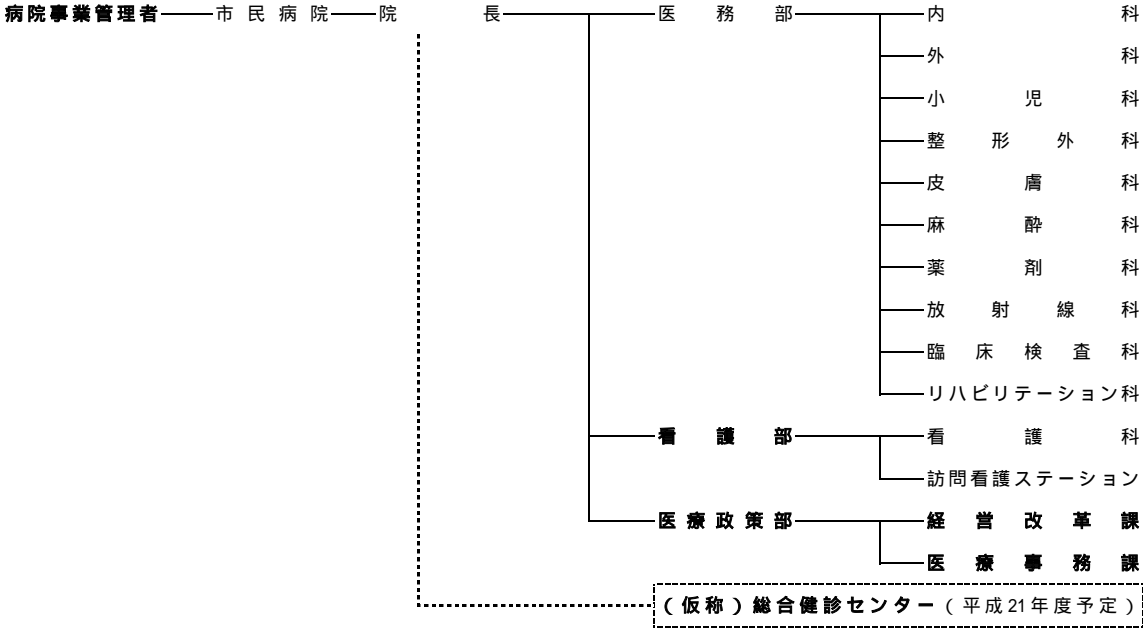 病院事業管理者 市民病院 院長 医務部 内科
外科
小児科
整形外科
皮膚科
麻酔科
薬剤科
放射線科
臨床検査科
リハビリテーション科
看護部 看護科
訪問看護ステーション
医療政策部 経営改革課
医療事務課
(仮称)総合健診センター(平成21年度予定)